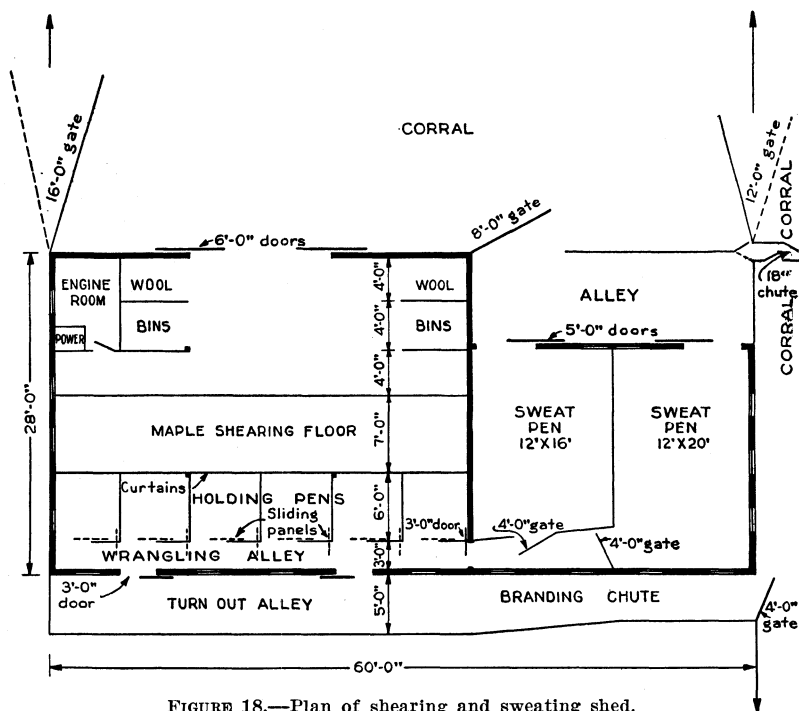 CORRAL
16'-0" gate
12'-0" gate
CORRAL
8'-0" gate
6'-0" doors
18"
chute
CORRAL
ENGINE
ROOM
WOOL
BINS
POWER
4'-0"
4'-0"
4'-0"
WOOL
BINS
ALLEY
5'-0" doors
28'-0"
MAPLE SHEARING FLOOR
7'-0"
SWEAT
PEN
12'X16'
SWEAT
PEN
12'X20'
Curtains
HOLDING PENS
Sliding
panels
6'-0"
3'-0" door
4'-0" gate
4'-0" gate
WRANGLING ALLEY
3'-0"
3'-0"
door
TURN OUT ALLEY
5'-0"
BRANDING CHUTE
4'-0"
gate
60'-0"
FIGURE 18.—Plan of shearing and sweating shed.